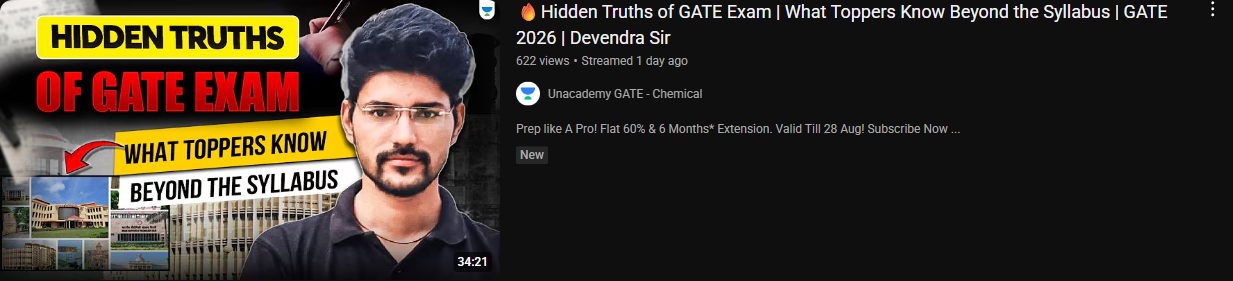 HIDDEN TRUTHS
OF GATE EXAM
WHAT TOPPERS KNOW
BEYOND THE SYLLABUS
34:21
🔥 Hidden Truths of GATE Exam | What Toppers Know Beyond the Syllabus | GATE
2026 | Devendra Sir
622 views • Streamed 1 day ago
Unacademy GATE - Chemical
Prep like A Pro! Flat 60% & 6 Months* Extension. Valid Till 28 Aug! Subscribe Now ...
New